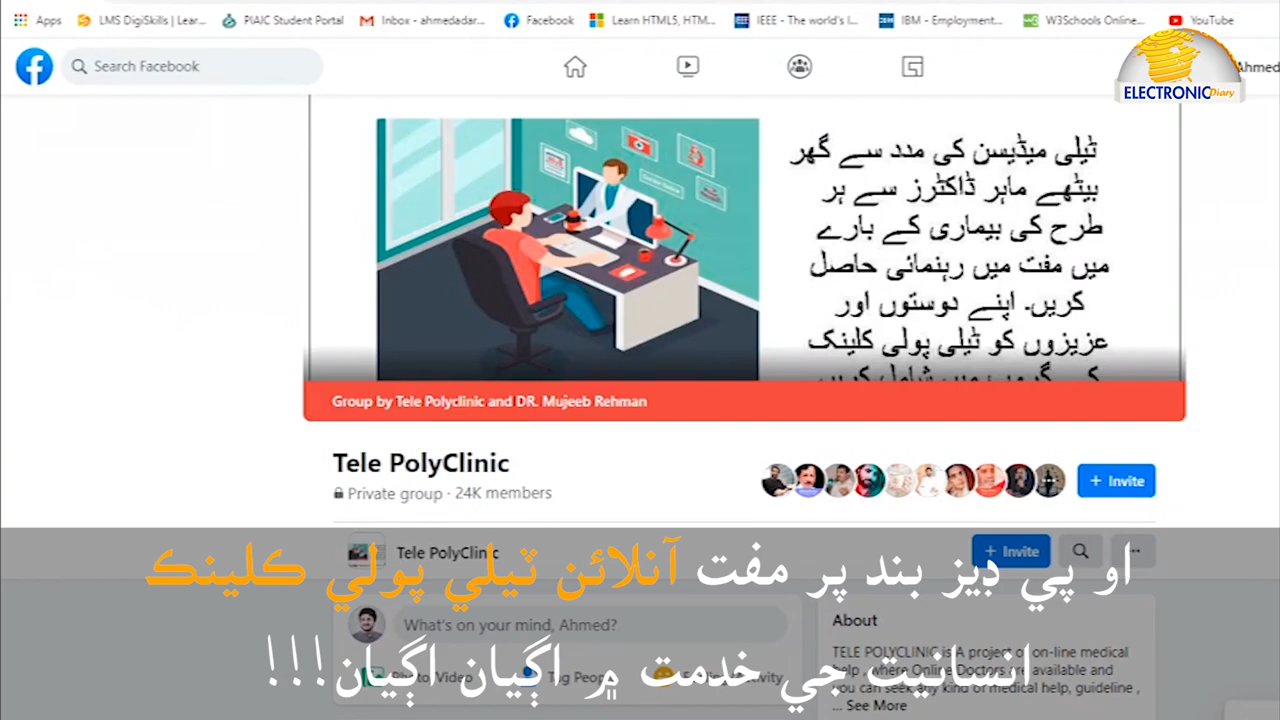 Apps
LMS DigiSkills | Lear...
PIAIC Student Portal
Inbox - ahmedadar...
Facebook
Learn HTML5, HTM...
IEEE - The world's l...
IBM - Employment...
W3Schools Online...
YouTube
Search Facebook
Ahmed
ELECTRONIC Diary
ٹیلی میڈیسن کی مدد سے گھر
بیٹھے ماہر ڈاکٹرز سے ہر
طرح کی بیماری کے بارے
میں مفت میں رہنمائی حاصل
کریں۔ اپنے دوستوں اور
عزیزوں کو ٹیلی پولی کلینک
Group by Tele Polyclinic and DR. Mujeeb Rehman
Tele PolyClinic
Private group · 24K members
+ Invite
Tele PolyClinic
+ Invite
او پي ڊيز بند پر مفت آنلائن ٽيلي پولي ڪلينڪ
What's on your mind, Ahmed?
About
Photo/Video
Tag People
TELE POLYCLINIC is A project of on-line medical
help , where Online Doctors are available and
you can seek any kind of medical help, guideline ,
... See More
انسانيت جي خدمت ۾ اڳيان اڳيان!!!